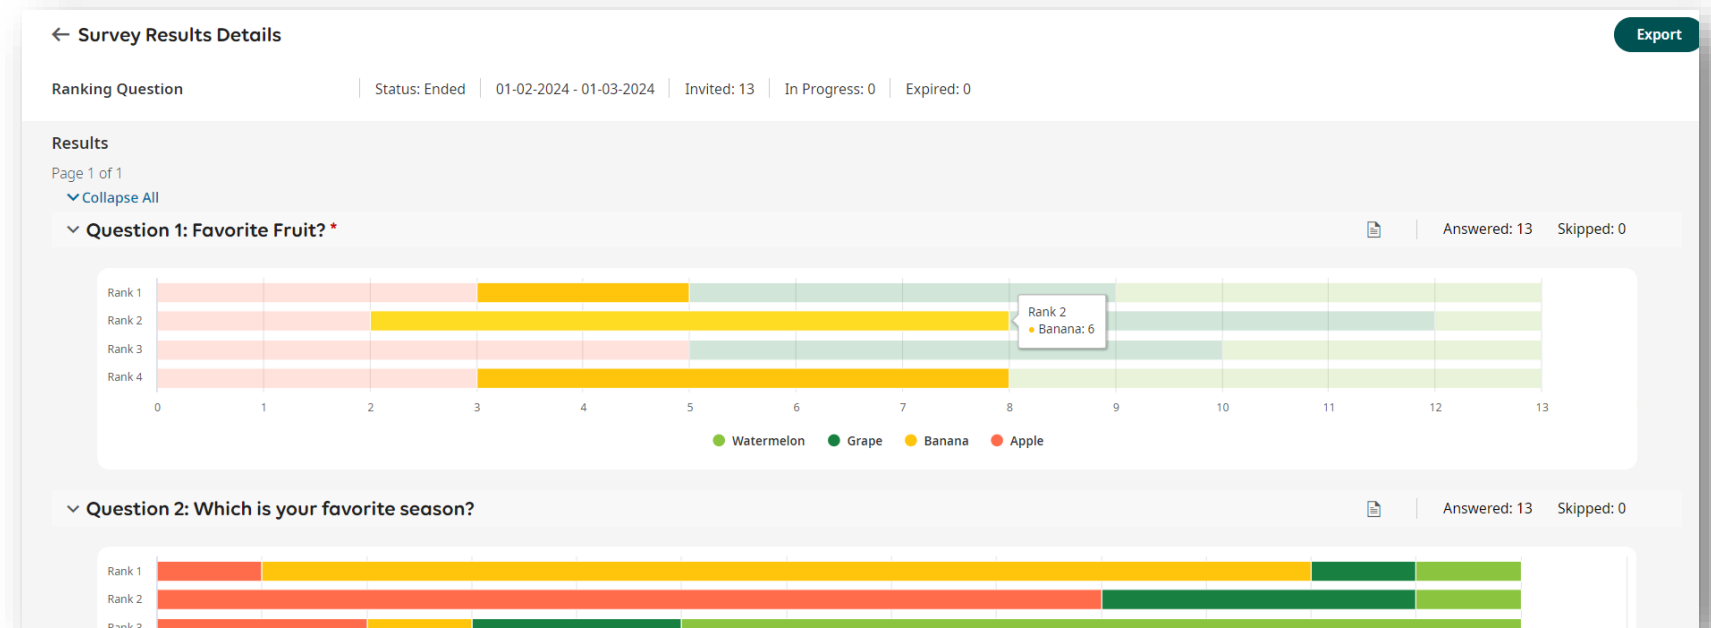 Survey Results Details
Export
Ranking Question
Status: Ended
01-02-2024 - 01-03-2024
Invited: 13
In Progress: 0
Expired: 0
Results
Page 1 of 1
Collapse All
Question 1: Favorite Fruit? *
Answered: 13
Skipped: 0
Rank 1
Rank 2
Rank 3
Rank 4
Rank 2
Banana: 6
0 1 2 3 4 5 6 7 8 9 10 11 12 13
Watermelon Grape Banana Apple
Question 2: Which is your favorite season?
Answered: 13
Skipped: 0
Rank 1
Rank 2
Rank 3